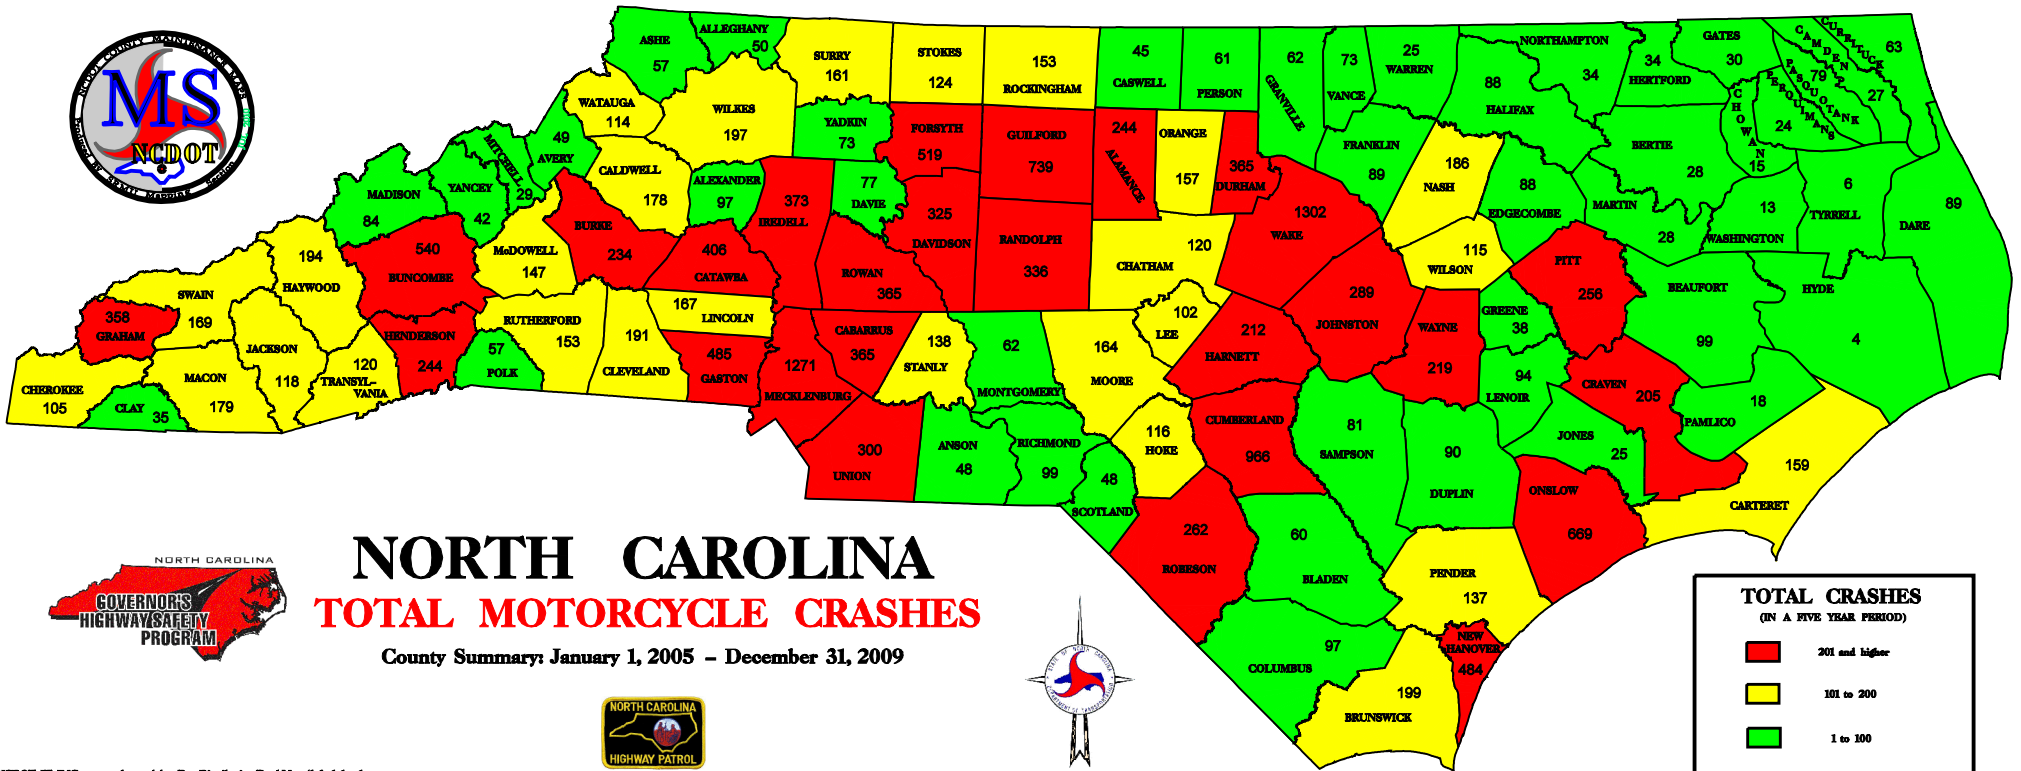 NCDOT COUNTY MAINTENANCE MAPS
MS
NCDOT
ALLEGHANY
50
ASHE
57
SURRY
161
STOKES
124
153
ROCKINGHAM
45
CASWELL
61
PERSON
62
GRANVILLE
73
VANCE
25
WARREN
NORTHAMPTON
34
88
HALIFAX
34
HERTFORD
GATES
30
CURRITUCK
63
CAMDEN
27
PASQUOTANK
79
PERQUIMANS
24
CHOWAN
15
WATAUGA
114
WILKES
197
YADKIN
73
FORSYTH
519
GUILFORD
739
244
ALAMANCE
ORANGE
157
365
DURHAM
FRANKLIN
89
186
NASH
88
EDGECOMBE
BERTIE
28
MARTIN
28
13
WASHINGTON
6
TYRRELL
89
DARE
49
AVERY
MITCHELL
29
YANCEY
42
MADISON
84
CALDWELL
178
ALEXANDER
97
373
IREDELL
77
DAVIE
325
DAVIDSON
RANDOLPH
336
120
CHATHAM
1302
WAKE
115
WILSON
PITT
256
BEAUFORT
99
HYDE
4
194
HAYWOOD
540
BUNCOMBE
McDOWELL
147
BURKE
234
406
CATAWBA
ROWAN
365
102
LEE
212
HARNETT
289
JOHNSTON
WAYNE
219
GREENE
38
SWAIN
169
358
GRAHAM
JACKSON
118
HENDERSON
244
RUTHERFORD
153
191
CLEVELAND
167
LINCOLN
485
GASTON
1271
MECKLENBURG
CABARRUS
365
138
STANLY
62
MONTGOMERY
164
MOORE
94
LENOIR
CRAVEN
205
18
PAMLICO
CHEROKEE
105
CLAY
35
MACON
179
120
TRANSYL-
VANIA
57
POLK
300
UNION
ANSON
48
RICHMOND
99
48
SCOTLAND
116
HOKE
CUMBERLAND
966
81
SAMPSON
90
DUPLIN
JONES
25
ONSLOW
669
159
CARTERET
262
ROBESON
60
BLADEN
PENDER
137
97
COLUMBUS
199
BRUNSWICK
NEW
HANOVER
484
NORTH CAROLINA
GOVERNOR'S
HIGHWAY SAFETY
PROGRAM
NORTH CAROLINA
TOTAL MOTORCYCLE CRASHES
County Summary: January 1, 2005 – December 31, 2009
NORTH CAROLINA
HIGHWAY PATROL
TOTAL CRASHES
(IN A FIVE YEAR PERIOD)
201 and higher
101 to 200
1 to 100